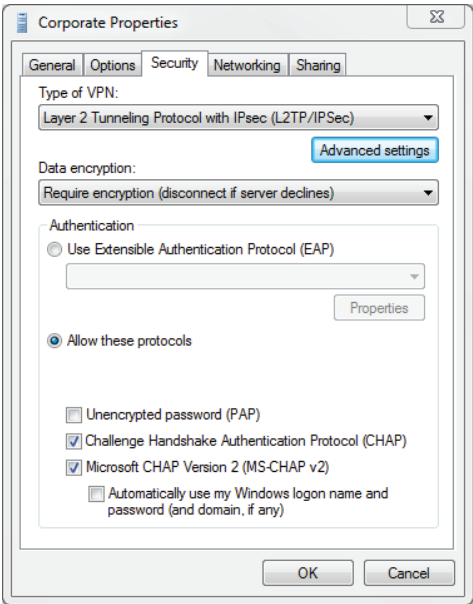 Corporate Properties
General Options Security Networking Sharing
Type of VPN:
Layer 2 Tunneling Protocol with IPsec (L2TP/IPSec)
Advanced settings
Data encryption:
Require encryption (disconnect if server declines)
Authentication
Use Extensible Authentication Protocol (EAP)
Properties
Allow these protocols
Unencrypted password (PAP)
Challenge Handshake Authentication Protocol (CHAP)
Microsoft CHAP Version 2 (MS-CHAP v2)
Automatically use my Windows logon name and
password (and domain, if any)
OK Cancel